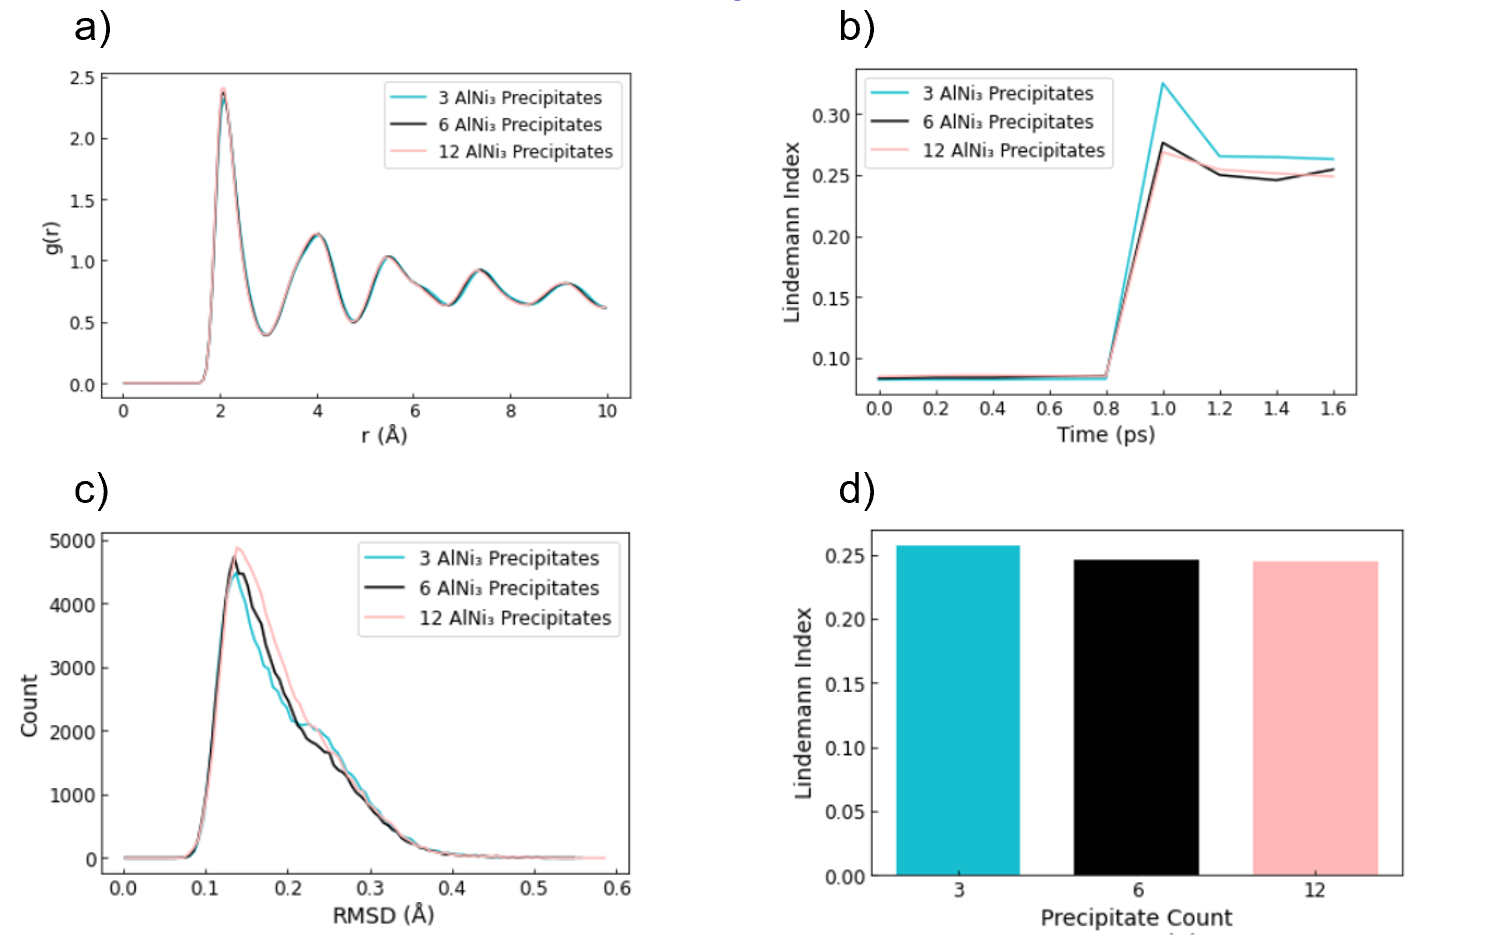 a)
2.5
2.0
1.5
1.0
0.5
0.0
g(r)
3 AlNi₃ Precipitates
6 AlNi₃ Precipitates
12 AlNi₃ Precipitates
0 2 4 6 8 10
r (Å)
b)
0.30
0.25
0.20
0.15
0.10
Lindemann Index
3 AlNi₃ Precipitates
6 AlNi₃ Precipitates
12 AlNi₃ Precipitates
0.0 0.2 0.4 0.6 0.8 1.0 1.2 1.4 1.6
Time (ps)
c)
5000
4000
3000
2000
1000
0
Count
3 AlNi₃ Precipitates
6 AlNi₃ Precipitates
12 AlNi₃ Precipitates
0.0 0.1 0.2 0.3 0.4 0.5 0.6
RMSD (Å)
d)
0.25
0.20
0.15
0.10
0.05
0.00
Lindemann Index
3 6 12
Precipitate Count